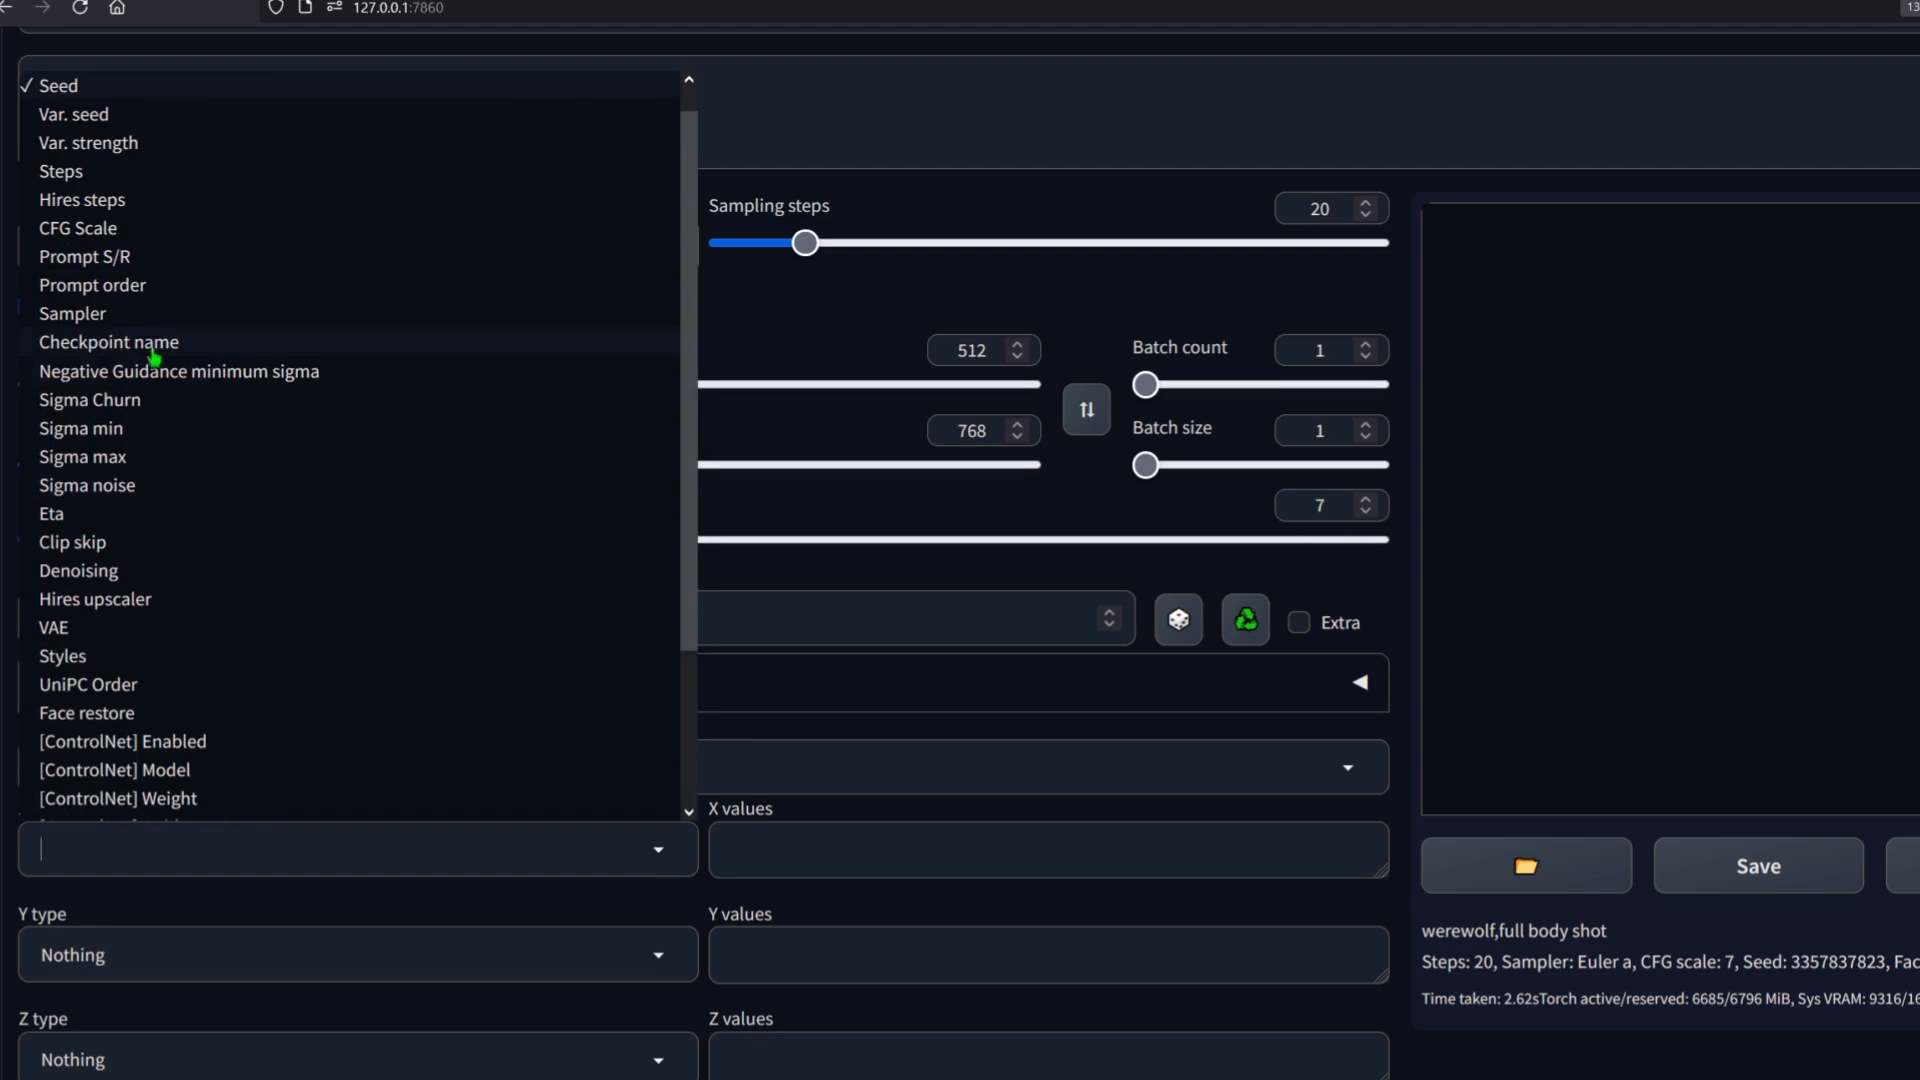 127.0.0.1:7860
13
✓ Seed
Var. seed
Var. strength
Steps
Hires steps
CFG Scale
Prompt S/R
Prompt order
Sampler
Checkpoint name
Negative Guidance minimum sigma
Sigma Churn
Sigma min
Sigma max
Sigma noise
Eta
Clip skip
Denoising
Hires upscaler
VAE
Styles
UniPC Order
Face restore
[ControlNet] Enabled
[ControlNet] Model
[ControlNet] Weight
Sampling steps
20
512
Batch count
1
768
Batch size
1
7
Extra
X values
Y type
Y values
Nothing
Z type
Z values
Nothing
Save
werewolf,full body shot
Steps: 20, Sampler: Euler a, CFG scale: 7, Seed: 3357837823, Fac
Time taken: 2.62sTorch active/reserved: 6685/6796 MiB, Sys VRAM: 9316/16